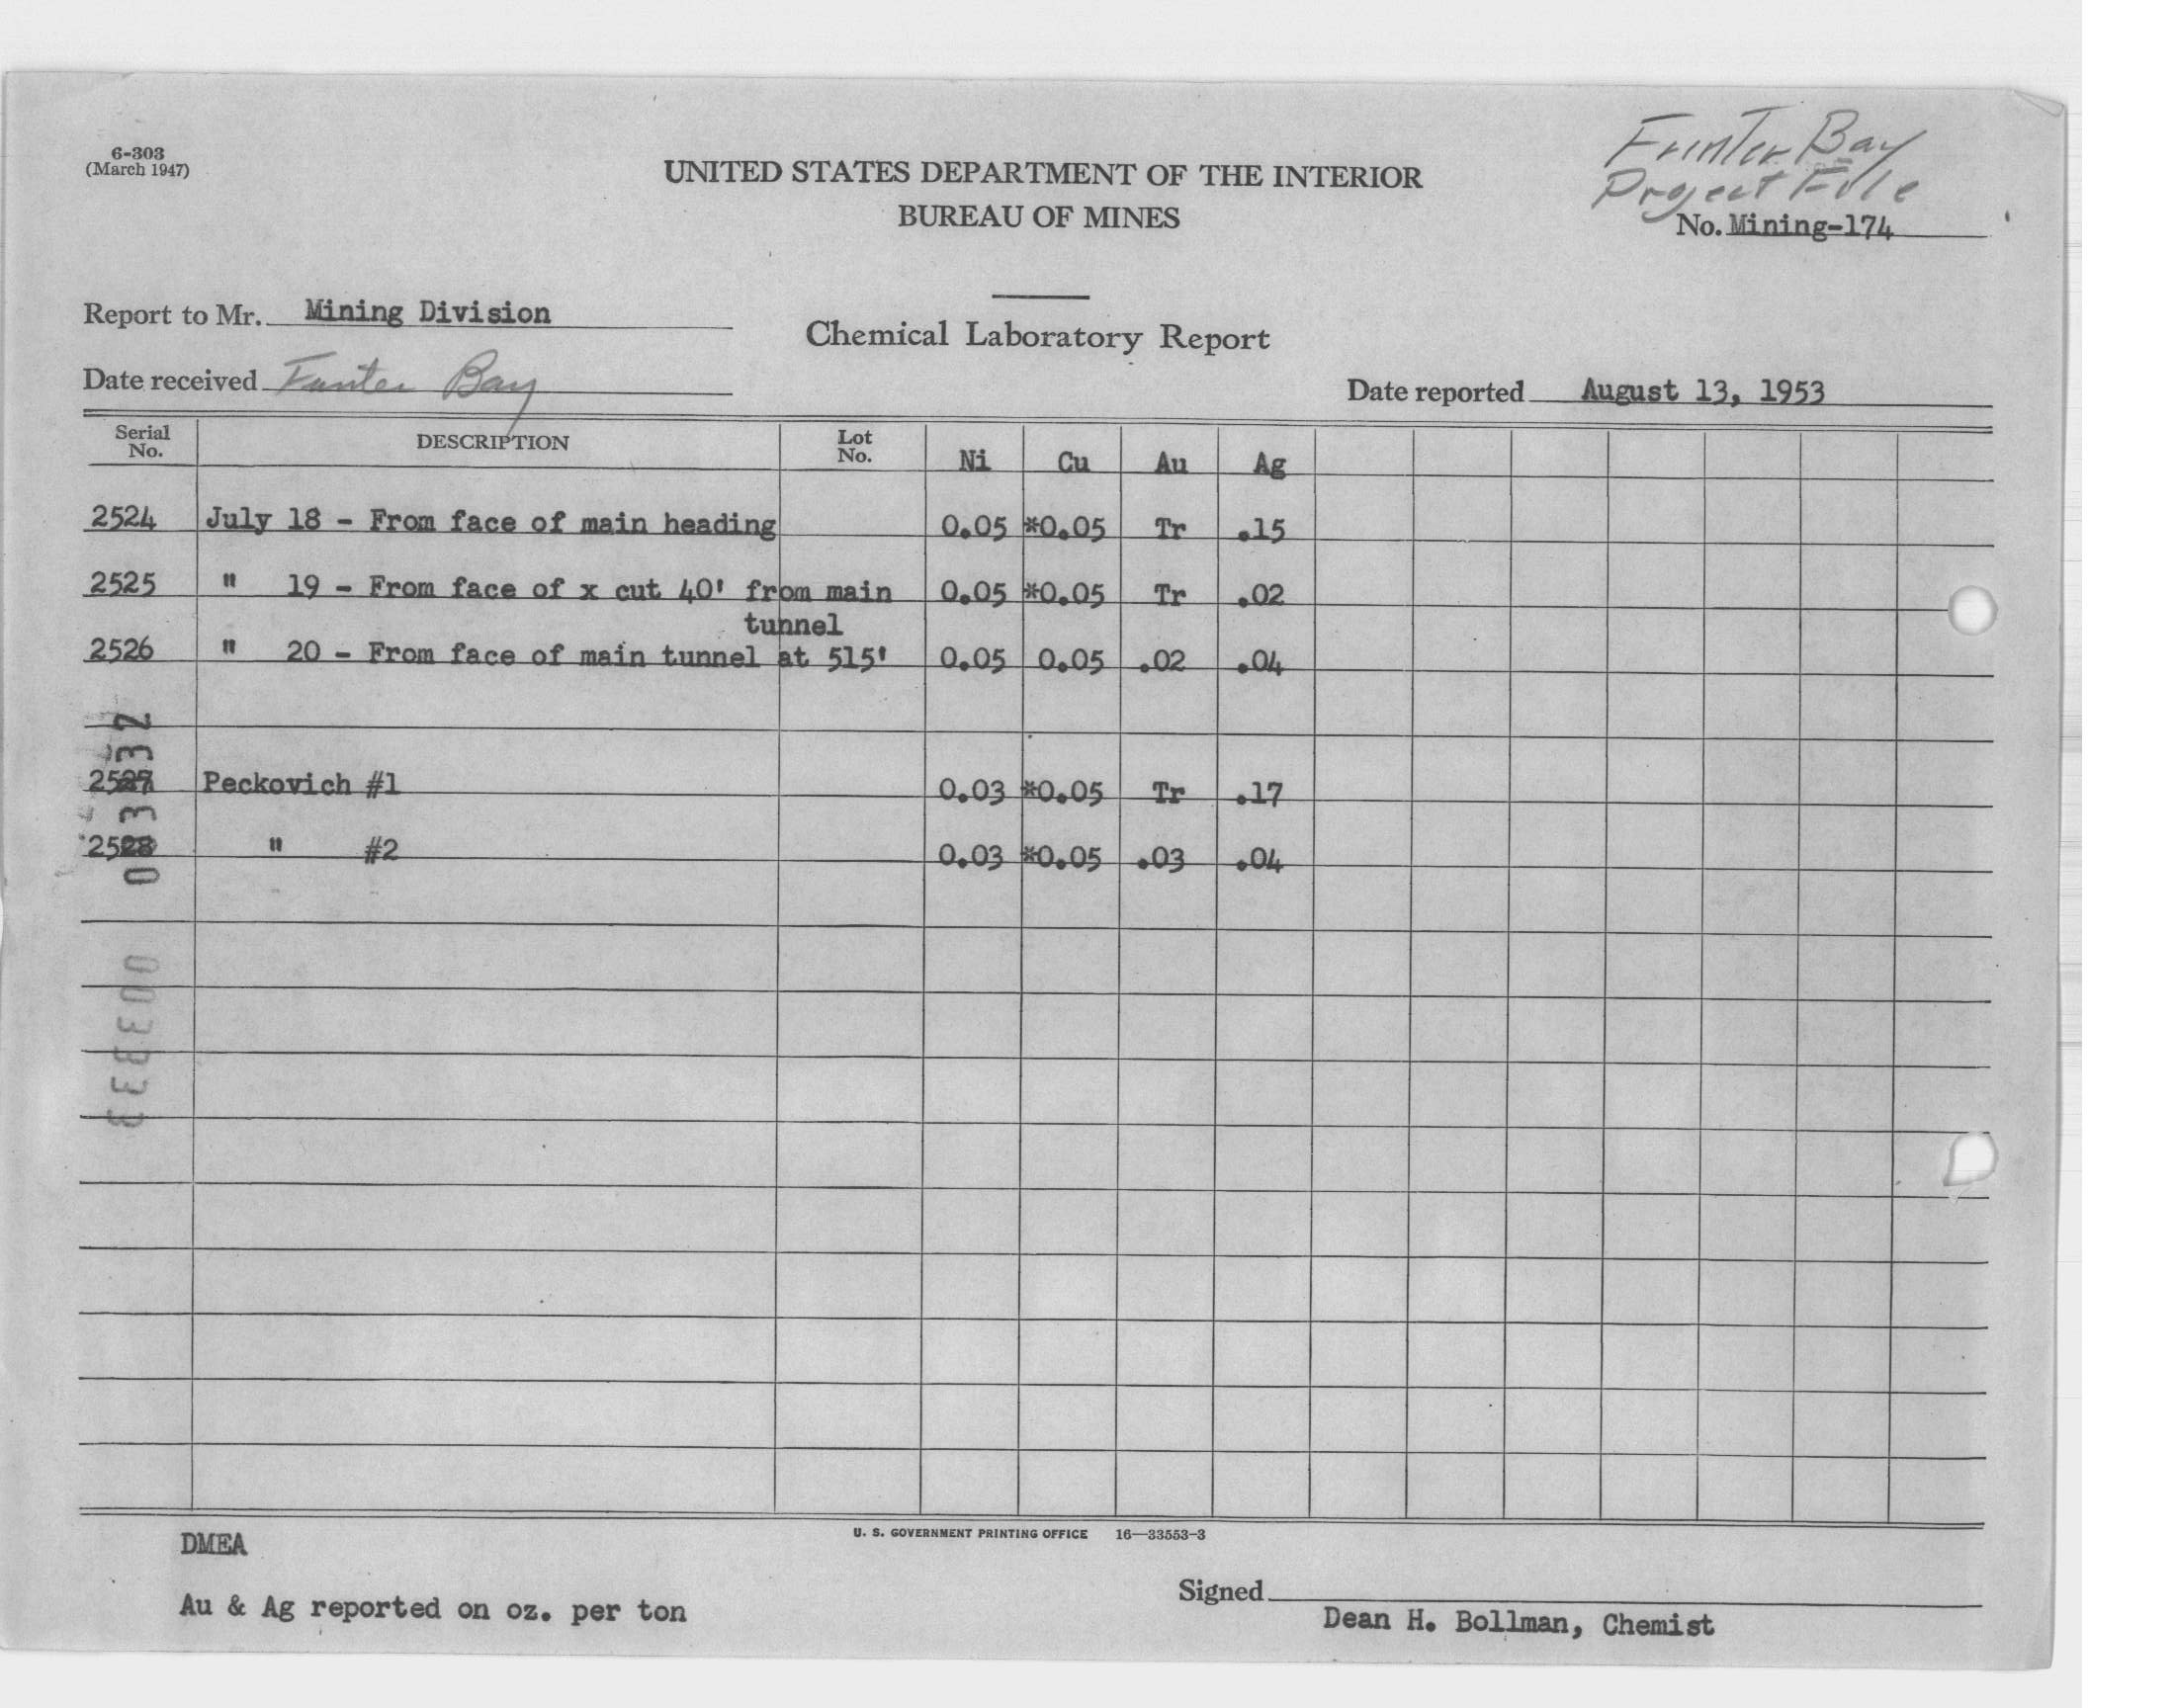 6-303
(March 1947)
UNITED STATES DEPARTMENT OF THE INTERIOR
BUREAU OF MINES
Funter Bay
Project File
No. Mining-174
Report to Mr. Mining Division
Chemical Laboratory Report
Date received Funter Bay
Date reported August 13, 1953
Serial No. DESCRIPTION Lot No. Ni Cu Au Ag
2524 July 18 - From face of main heading 0.05 *0.05 Tr .15
2525 " 19 - From face of x cut 40' from main 0.05 *0.05 Tr .02
tunnel
2526 " 20 - From face of main tunnel at 515' 0.05 0.05 .02 .04
2527 Peckovich #1 0.03 *0.05 Tr .17
2528 " #2 0.03 *0.05 .03 .04
003333
U. S. GOVERNMENT PRINTING OFFICE 16—33553-3
DMEA
Au & Ag reported on oz. per ton
Signed
Dean H. Bollman, Chemist